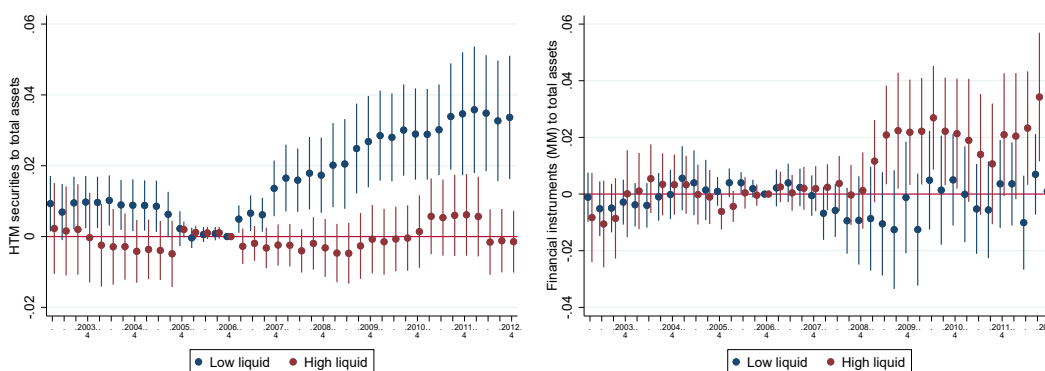 HTM securities to total assets
.06
.04
.02
0
-.02
. . .2003. . .2004. . .2005. . .2006. . .2007. . .2008. . .2009. . .2010. . .2011. . .2012.
4 4 4 4 4 4 4 4 4 4
Low liquid High liquid
Financial instruments (MM) to total assets
.06
.04
.02
0
-.02
-.04
. . .2003. . .2004. . .2005. . .2006. . .2007. . .2008. . .2009. . .2010. . .2011. . .20
4 4 4 4 4 4 4 4 4
Low liquid High liquid